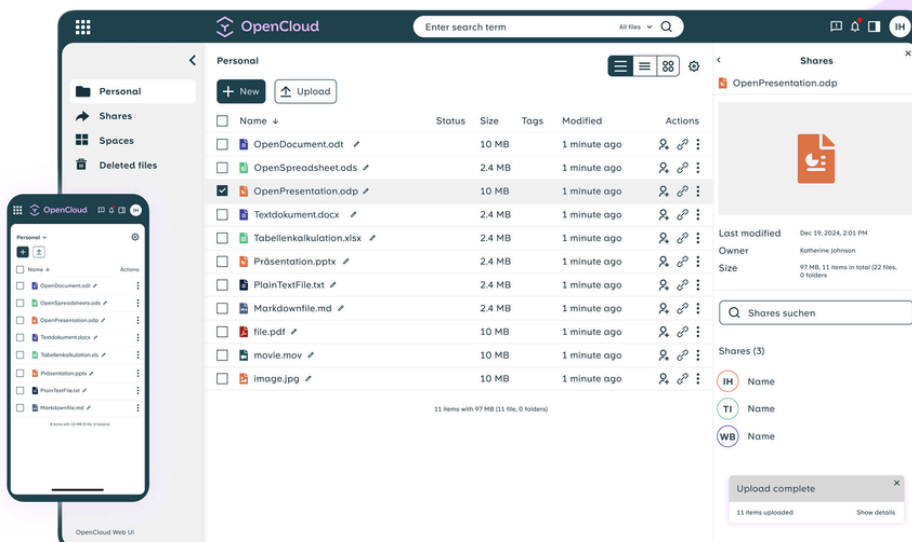 OpenCloud
Enter search term
All files
IH
Personal
Shares
Spaces
Deleted files
OpenCloud Web UI
Personal
New
Upload
Name Status Size Tags Modified Actions
OpenDocument.odt 10 MB 1 minute ago
OpenSpreadsheet.ods 2.4 MB 1 minute ago
OpenPresentation.odp 10 MB 1 minute ago
Textdokument.docx 2.4 MB 1 minute ago
Tabellenkalkulation.xlsx 2.4 MB 1 minute ago
Präsentation.pptx 2.4 MB 1 minute ago
PlainTextFile.txt 2.4 MB 1 minute ago
Markdownfile.md 2.4 MB 1 minute ago
file.pdf 10 MB 1 minute ago
movie.mov 10 MB 1 minute ago
image.jpg 10 MB 1 minute ago
11 items with 97 MB (11 file, 0 folders)
Shares
OpenPresentation.odp
Last modified Dec 19, 2024, 2:01 PM
Owner Katherine Johnson
Size 97 MB, 11 items in total (22 files,
0 folders
Shares suchen
Shares (3)
IH Name
TI Name
WB Name
Upload complete
11 items uploaded Show details
OpenCloud
IH
Personal
Name Actions
OpenDocument.odt
OpenSpreadsheets.ods
OpenPresentation.odp
Textdokument.docx
Tabellenkalkulation.xls
Präsentation.pptx
PlainTextFile.txt
Markdownfile.md